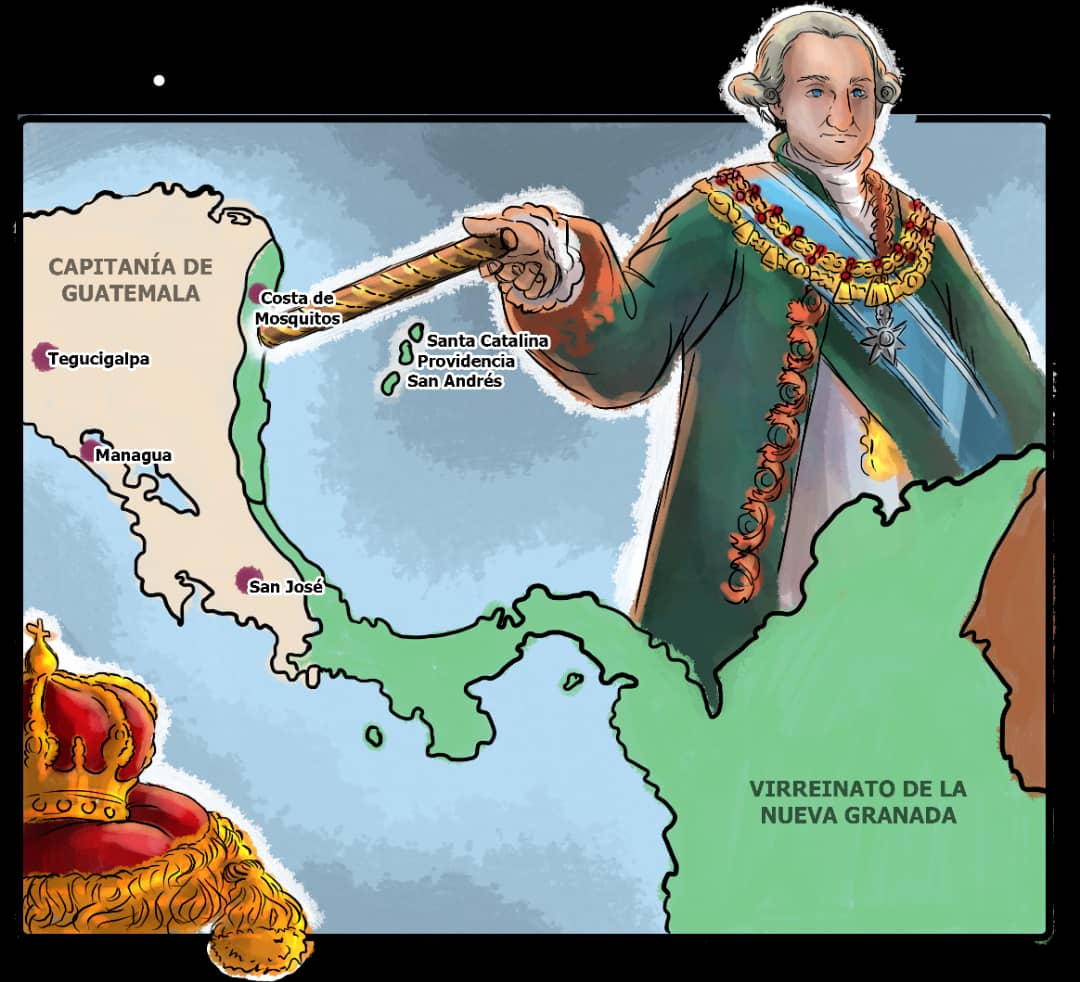 CAPITANÍA DE
GUATEMALA
Costa de
Mosquitos
Santa Catalina
Providencia
San Andrés
Tegucigalpa
Managua
San José
VIRREINATO DE LA
NUEVA GRANADA